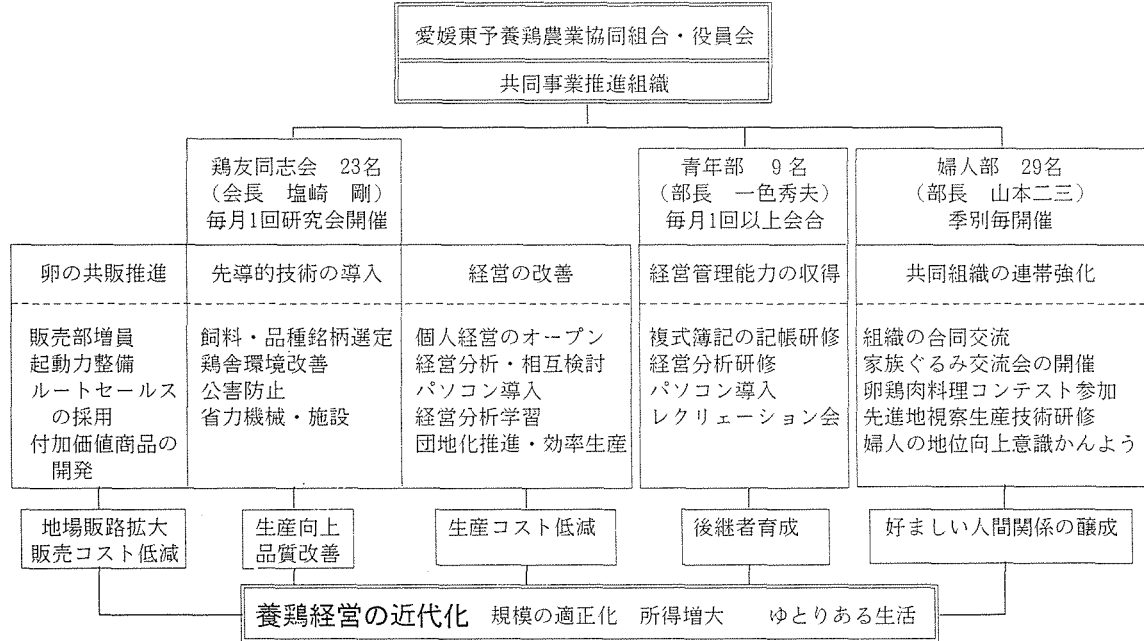 愛媛東予養鶏農業協同組合・役員会
共同事業推進組織
鶏友同志会 23名
(会長 塩崎 剛)
毎月1回研究会開催
青年部 9名
(部長 一色秀夫)
毎月1回以上会合
婦人部 29名
(部長 山本二三)
季別毎開催
卵の共販推進
販売部増員
起動力整備
ルートセールス
の採用
付加価値商品の
開発
先導的技術の導入
飼料・品種銘柄選定
鶏舎環境改善
公害防止
省力機械・施設
経営の改善
個人経営のオープン
経営分析・相互検討
パソコン導入
経営分析学習
団地化推進・効率生産
経営管理能力の収得
複式簿記の記帳研修
経営分析研修
パソコン導入
レクリェーション会
共同組織の連帯強化
組織の合同交流
家族ぐるみ交流会の開催
卵鶏肉料理コンテスト参加
先進地視察生産技術研修
婦人の地位向上意識かんよう
地場販路拡大
販売コスト低減
生産向上
品質改善
生産コスト低減
後継者育成
好ましい人間関係の醸成
養鶏経営の近代化 規模の適正化 所得増大 ゆとりある生活